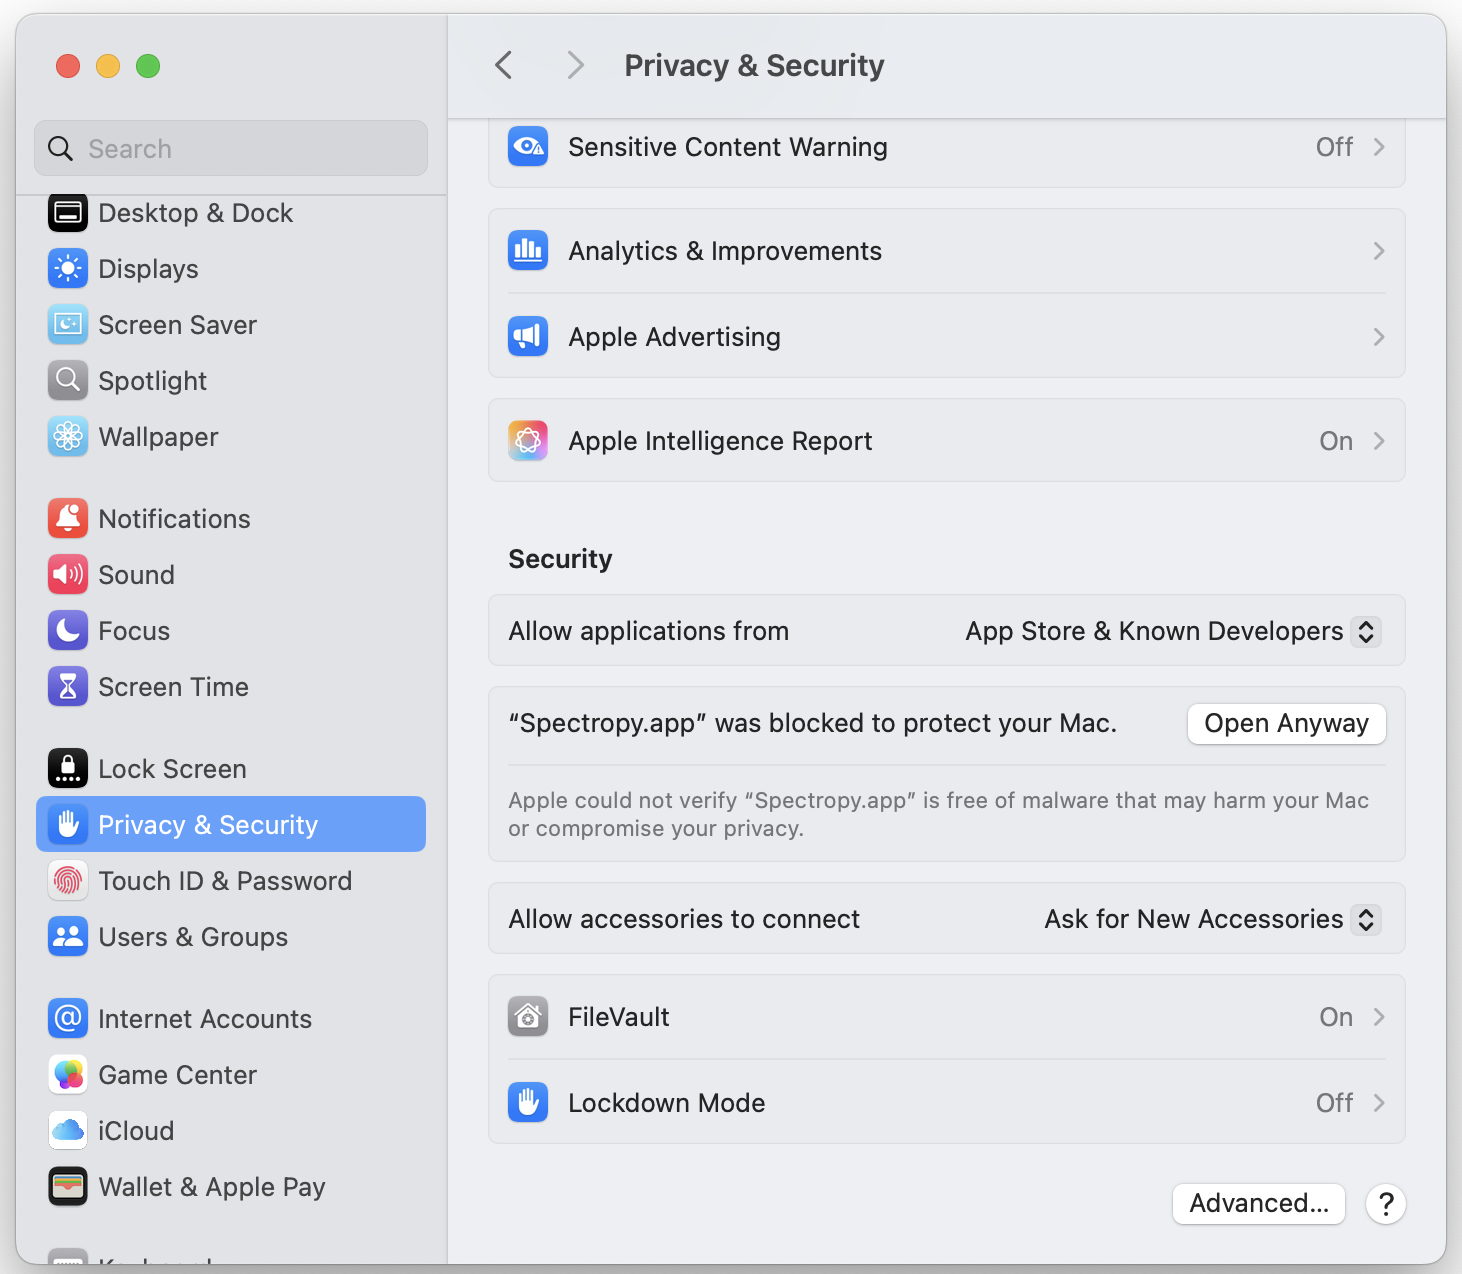 Privacy & Security
Search
Desktop & Dock
Displays
Screen Saver
Spotlight
Wallpaper
Notifications
Sound
Focus
Screen Time
Lock Screen
Privacy & Security
Touch ID & Password
Users & Groups
Internet Accounts
Game Center
iCloud
Wallet & Apple Pay
Sensitive Content Warning Off
Analytics & Improvements
Apple Advertising
Apple Intelligence Report On
Security
Allow applications from App Store & Known Developers
“Spectropy.app” was blocked to protect your Mac. Open Anyway
Apple could not verify “Spectropy.app” is free of malware that may harm your Mac
or compromise your privacy.
Allow accessories to connect Ask for New Accessories
FileVault On
Lockdown Mode Off
Advanced... ?